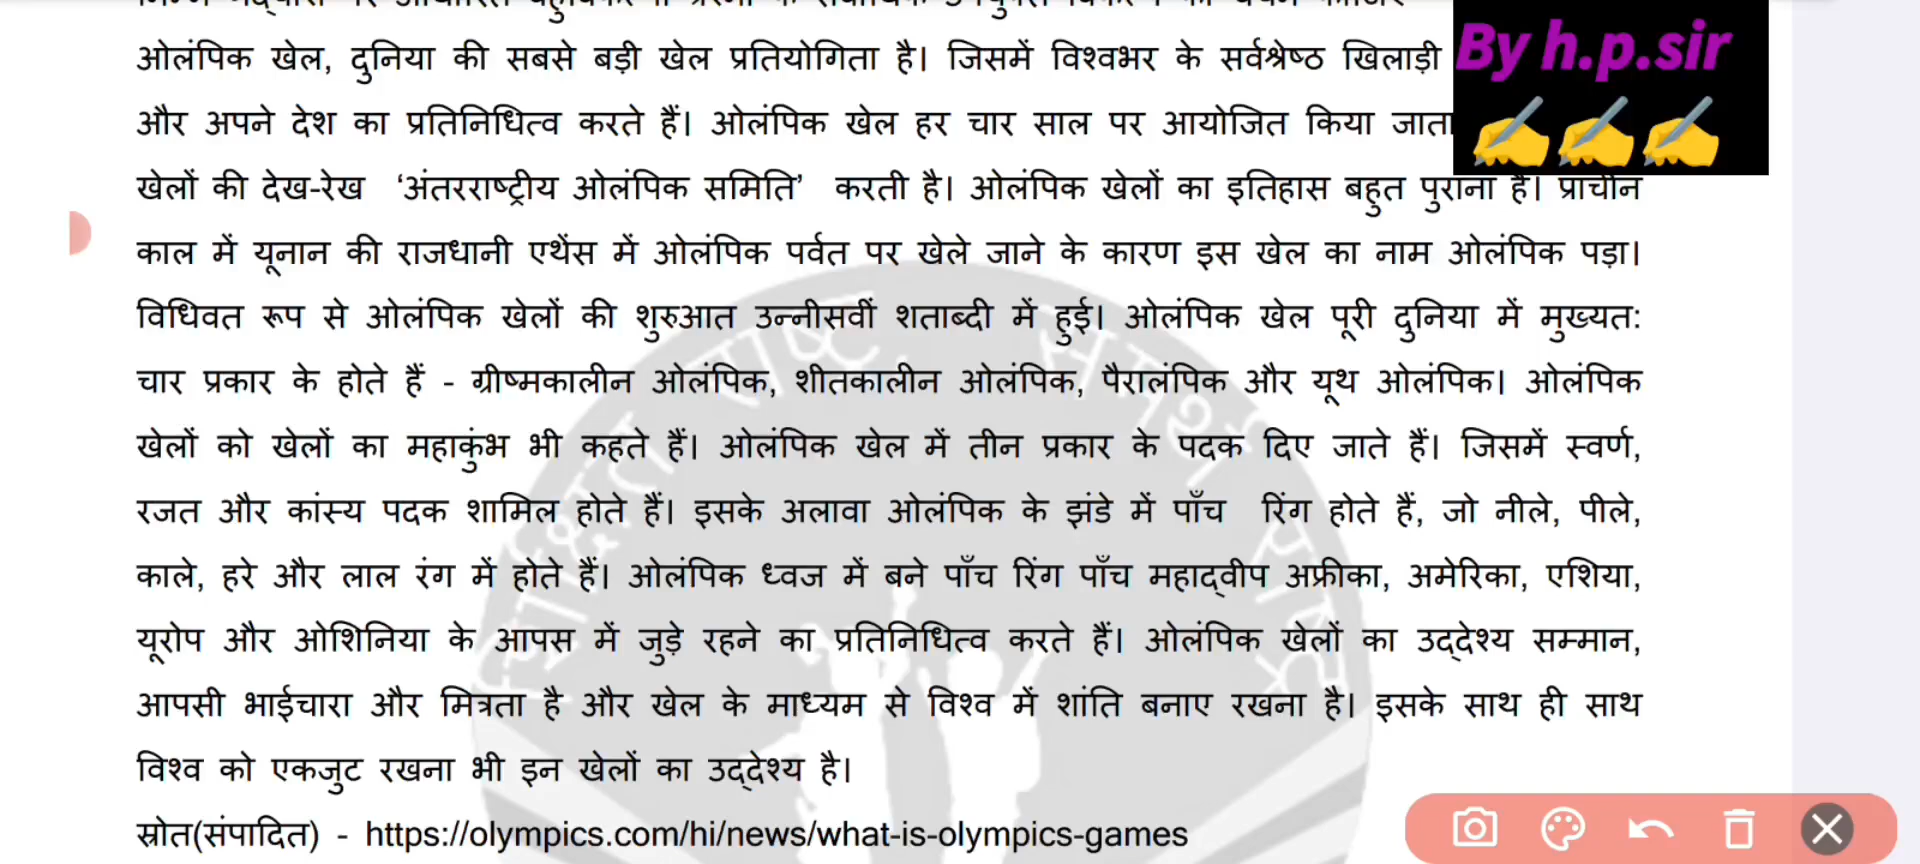 ओलंपिक खेल, दुनिया की सबसे बड़ी खेल प्रतियोगिता है। जिसमें विश्वभर के सर्वश्रेष्ठ खिलाड़ी
By h.p.sir
और अपने देश का प्रतिनिधित्व करते हैं। ओलंपिक खेल हर चार साल पर आयोजित किया जाता
खेलों की देख-रेख ‘अंतरराष्ट्रीय ओलंपिक समिति’ करती है। ओलंपिक खेलों का इतिहास बहुत पुराना है। प्राचीन
काल में यूनान की राजधानी एथेंस में ओलंपिक पर्वत पर खेले जाने के कारण इस खेल का नाम ओलंपिक पड़ा।
विधिवत रूप से ओलंपिक खेलों की शुरुआत उन्नीसवीं शताब्दी में हुई। ओलंपिक खेल पूरी दुनिया में मुख्यत:
चार प्रकार के होते हैं - ग्रीष्मकालीन ओलंपिक, शीतकालीन ओलंपिक, पैरालंपिक और यूथ ओलंपिक। ओलंपिक
खेलों को खेलों का महाकुंभ भी कहते हैं। ओलंपिक खेल में तीन प्रकार के पदक दिए जाते हैं। जिसमें स्वर्ण,
रजत और कांस्य पदक शामिल होते हैं। इसके अलावा ओलंपिक के झंडे में पाँच रिंग होते हैं, जो नीले, पीले,
काले, हरे और लाल रंग में होते हैं। ओलंपिक ध्वज में बने पाँच रिंग पाँच महाद्वीप अफ्रीका, अमेरिका, एशिया,
यूरोप और ओशिनिया के आपस में जुड़े रहने का प्रतिनिधित्व करते हैं। ओलंपिक खेलों का उद्देश्य सम्मान,
आपसी भाईचारा और मित्रता है और खेल के माध्यम से विश्व में शांति बनाए रखना है। इसके साथ ही साथ
विश्व को एकजुट रखना भी इन खेलों का उद्देश्य है।
स्रोत(संपादित) - https://olympics.com/hi/news/what-is-olympics-games